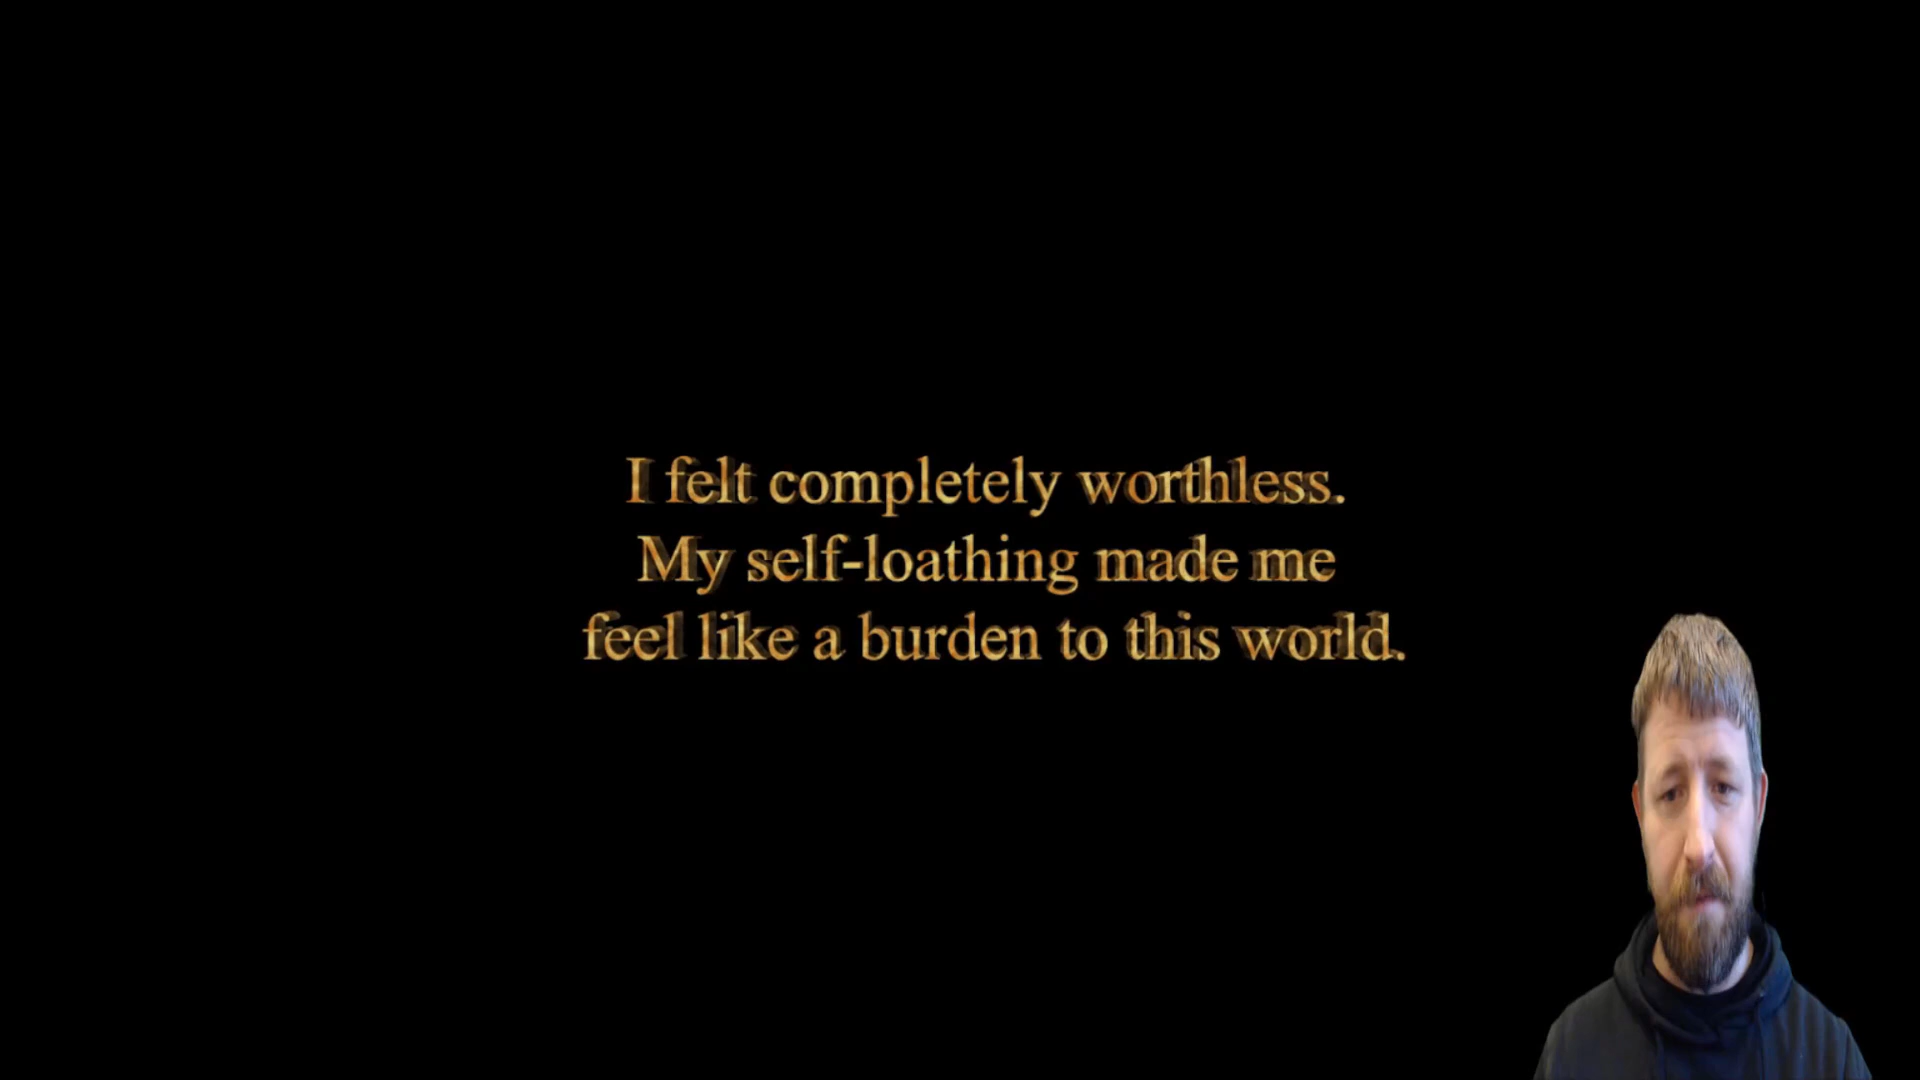 I felt completely worthless.
My self-loathing made me
feel like a burden to this world.